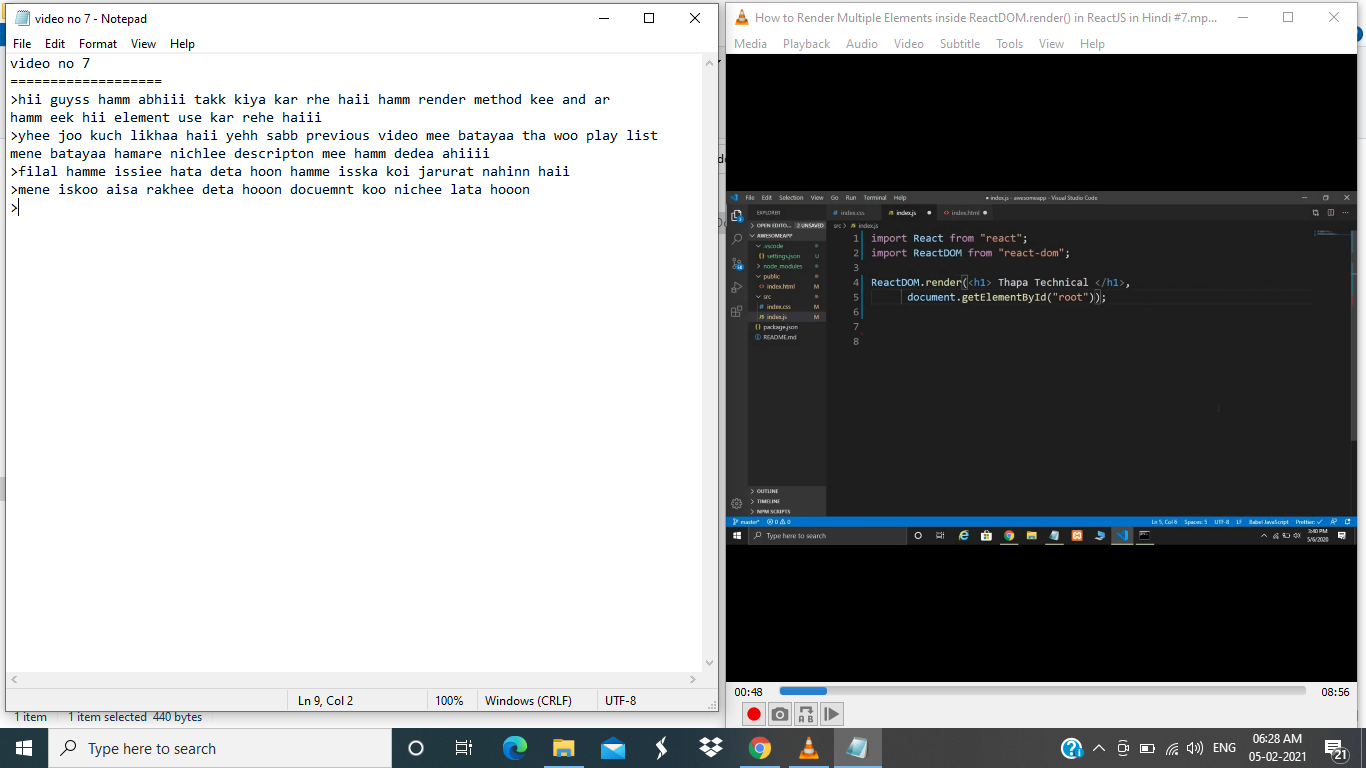 video no 7 - Notepad
File Edit Format View Help
video no 7
===================
>hii guyss hamm abhiii takk kiya kar rhe haii hamm render method kee and ar
hamm eek hii element use kar rehe haiii
>yhee joo kuch likhaa haii yehh sabb previous video mee batayaa tha woo play list
mene batayaa hamare nichlee descripton mee hamm dedea ahiiii
>filal hamme issiee hata deta hoon hamme isska koi jarurat nahinn haii
>mene iskoo aisa rakhee deta hooon docuemnt koo nichee lata hooon
>
Ln 9, Col 2 100% Windows (CRLF) UTF-8
1 item 1 item selected 440 bytes
How to Render Multiple Elements inside ReactDOM.render() in ReactJS in Hindi #7.mp...
Media Playback Audio Video Subtitle Tools View Help
File Edit Selection View Go Run Terminal Help
index.js - awesomeapp - Visual Studio Code
EXPLORER
index.css index.js index.html
OPEN EDITO... 2 UNSAVED
src > index.js
AWESOMEAPP
.vscode
settings.json U
node_modules
public
index.html M
src
index.css M
index.js M
package.json
README.md
1 import React from "react";
2 import ReactDOM from "react-dom";
3
4 ReactDOM.render(<h1> Thapa Technical </h1>,
5 document.getElementById("root"));
6
7
8
OUTLINE
TIMELINE
NPM SCRIPTS
master* 0 0 Ln 5, Col 6 Spaces: 5 UTF-8 LF Babel JavaScript Prettier: ✓
Type here to search
3:40 PM
5/6/2020
00:48 08:56
Type here to search
ENG
06:28 AM
05-02-2021
21